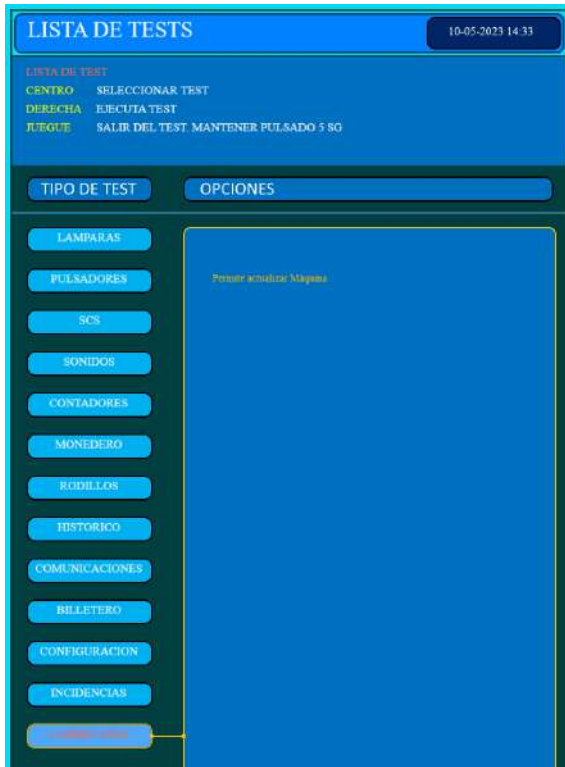 LISTA DE TESTS
10-05-2023 14:33
LISTA DE TEST
CENTRO SELECCIONAR TEST
DERECHA EJECUTA TEST
JUEGUE SALIR DEL TEST. MANTENER PULSADO 5 SG
TIPO DE TEST
OPCIONES
LAMPARAS
PULSADORES
Permite actualizar Máquina
SCS
SONIDOS
CONTADORES
MONEDERO
RODILLOS
HISTORICO
COMUNICACIONES
BILLETERO
CONFIGURACION
INCIDENCIAS